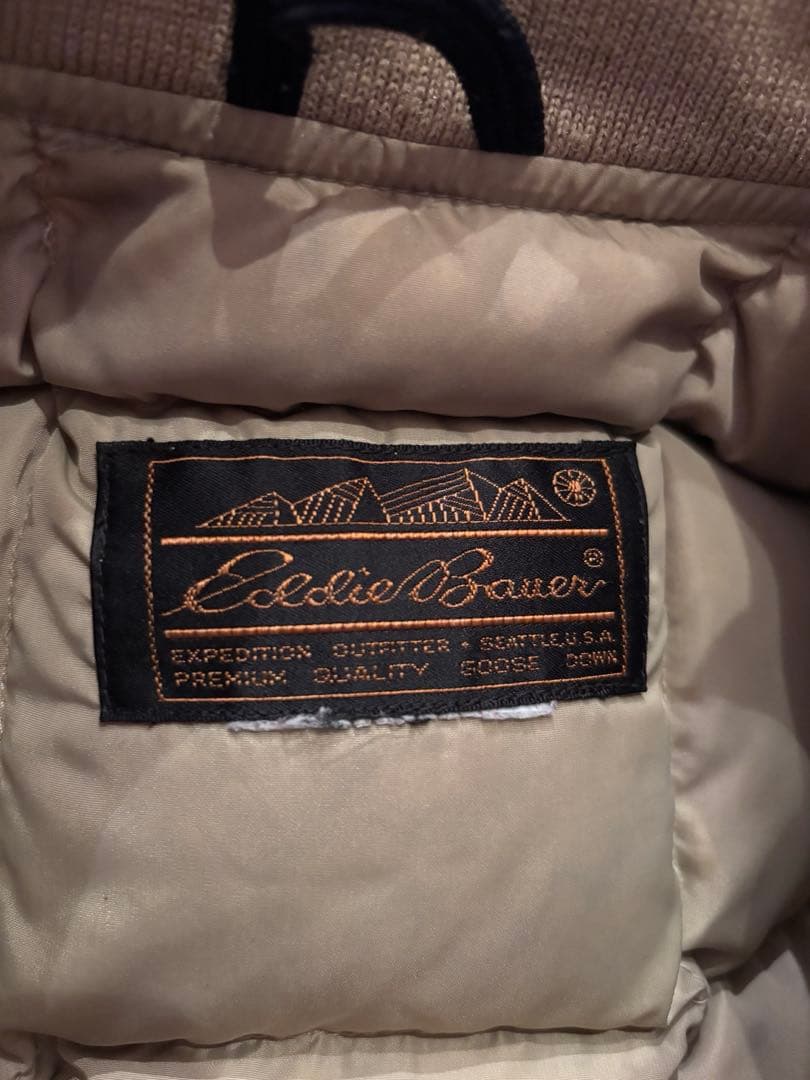 Eddie Bauer®
EXPEDITION OUTFITTER • SEATTLE, U.S.A.
PREMIUM QUALITY GOOSE DOWN